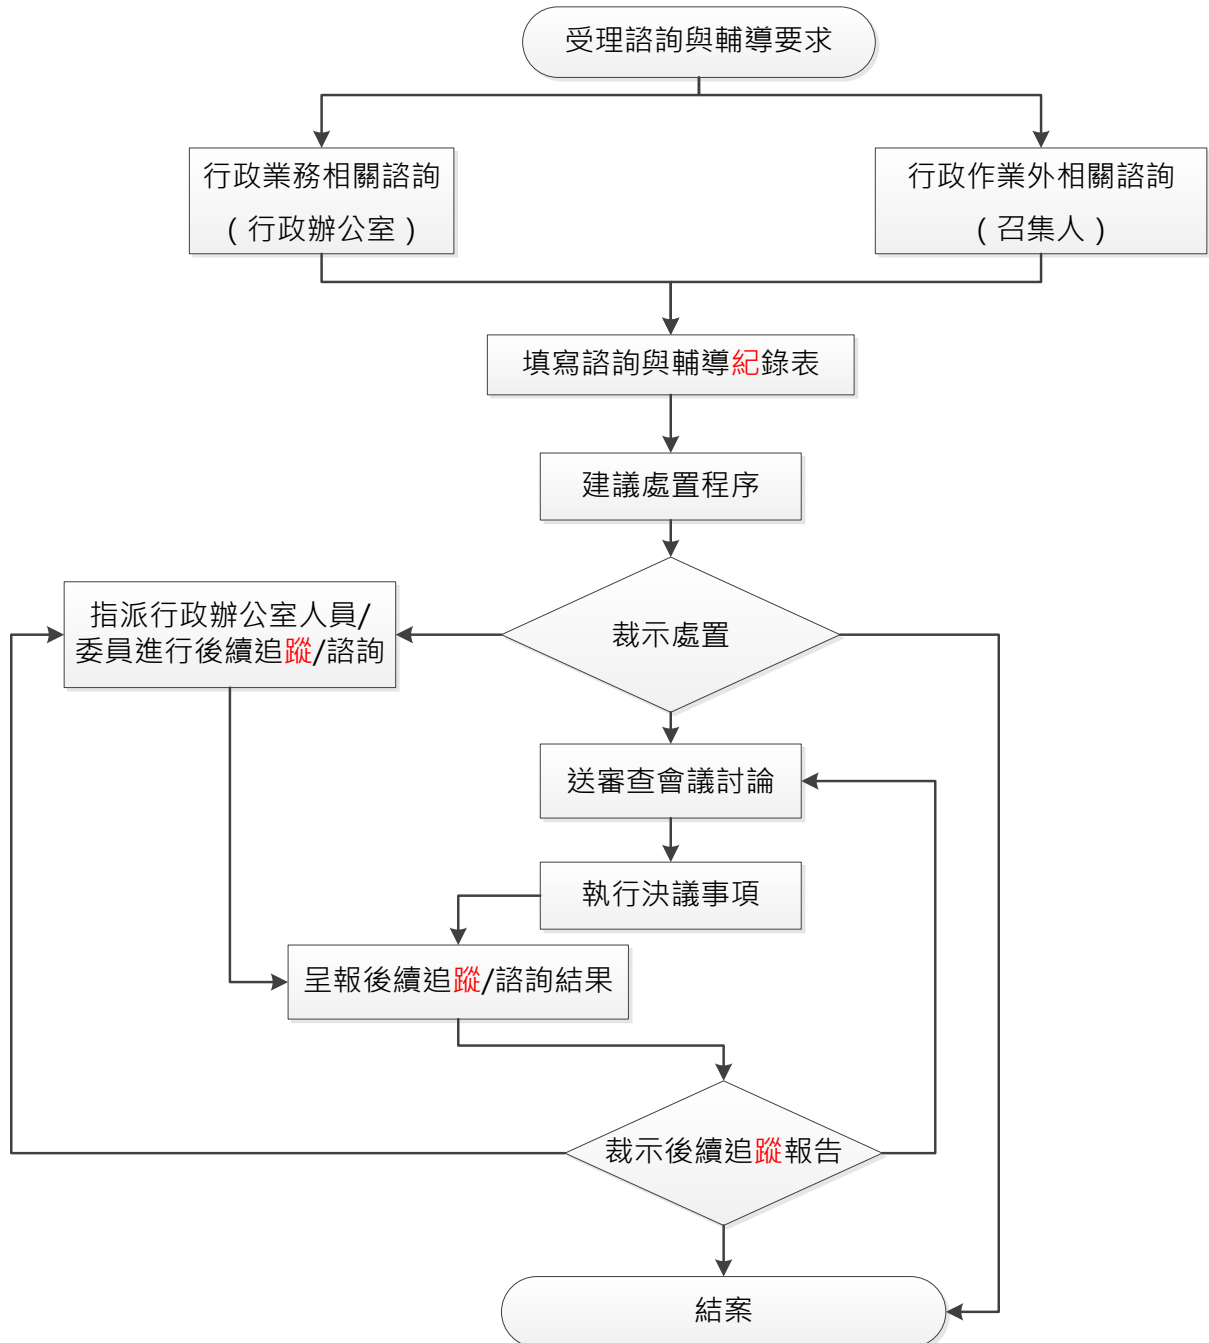 受理諮詢與輔導要求
行政業務相關諮詢
（行政辦公室）
行政作業外相關諮詢
（召集人）
填寫諮詢與輔導紀錄表
建議處置程序
裁示處置
指派行政辦公室人員/
委員進行後續追蹤/諮詢
送審查會議討論
執行決議事項
呈報後續追蹤/諮詢結果
裁示後續追蹤報告
結案